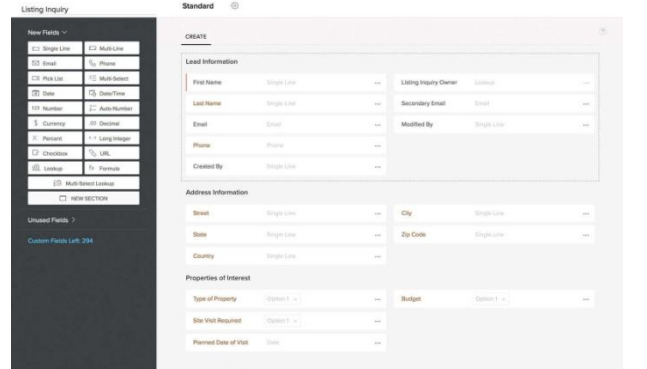 Listing Inquiry
Standard
New Fields
Single Line
Multi-Line
Email
Phone
Pick List
Multi-Select
Date
Date/Time
123 Number
Auto-Number
$ Currency
.00 Decimal
Percent
Long Integer
Checkbox
URL
Lookup
fx Formula
Multi-Select Lookup
NEW SECTION
Unused Fields
Custom Fields Left: 294
CREATE
?
Lead Information
First Name Single Line ... Listing Inquiry Owner Lookup ...
Last Name Single Line ... Secondary Email Email ...
Email Email ... Modified By Single Line ...
Phone Phone ...
Created By Single Line ...
Address Information
Street Single Line ... City Single Line ...
State Single Line ... Zip Code Single Line ...
Country Single Line ...
Properties of Interest
Type of Property Option 1 ... Budget Option 1 ...
Site Visit Required Option 1 ...
Planned Date of Visit Date ...